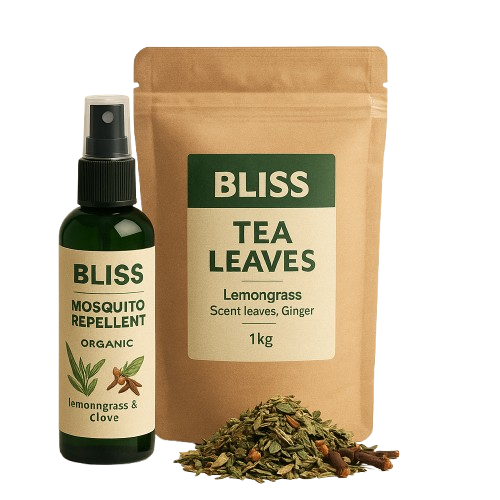 BLISS
MOSQUITO
REPELLENT
ORGANIC
lemonngrass &
Clove
BLISS
TEA
LEAVES
Lemongrass
Scent leaves, Ginger
1kg